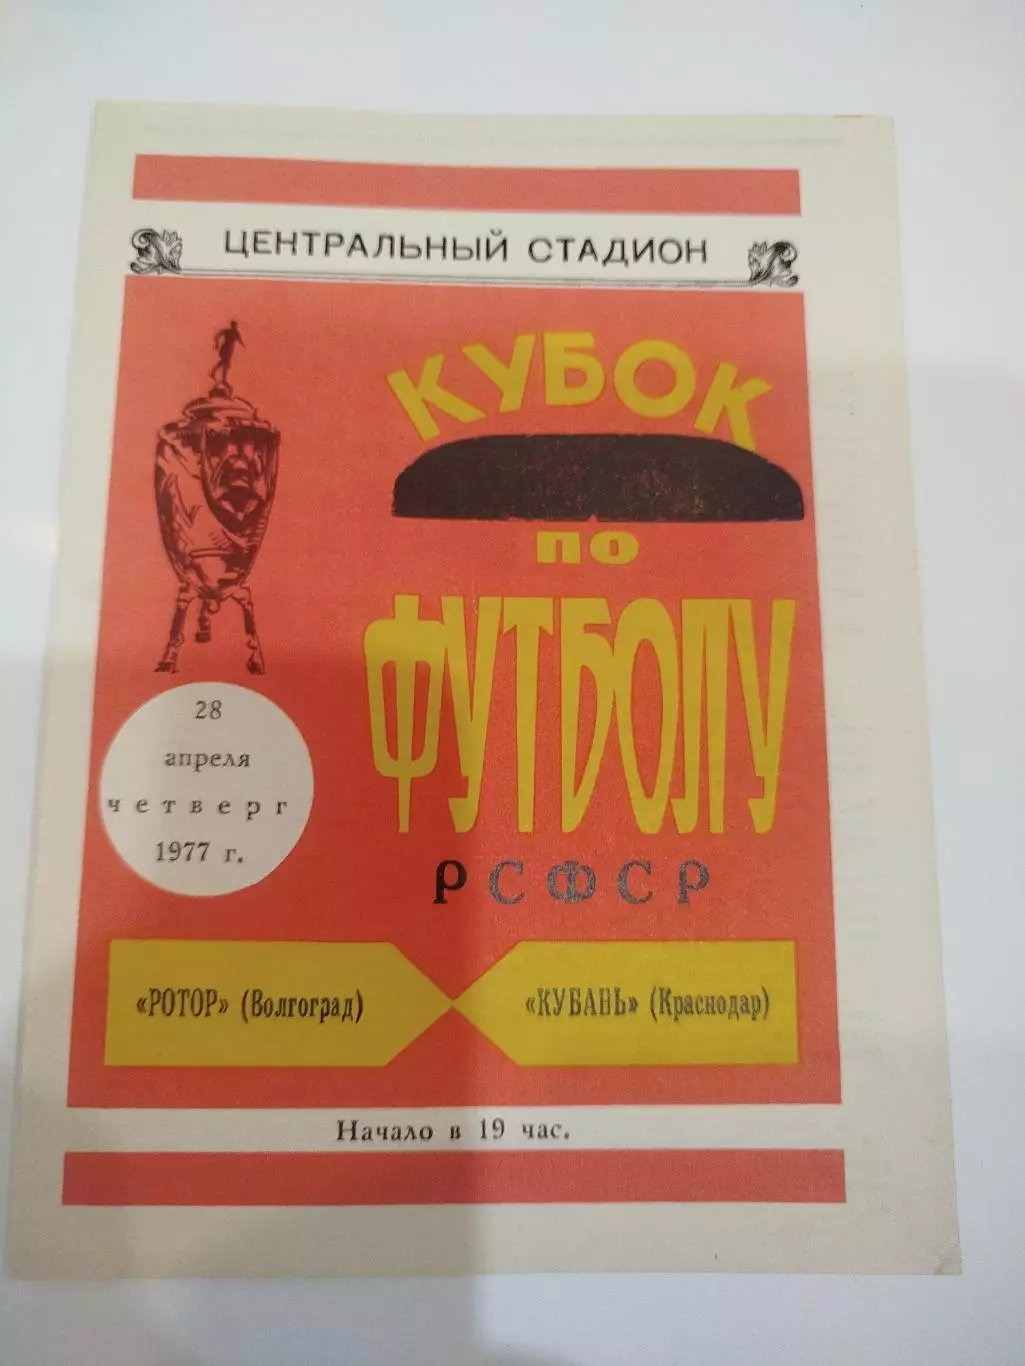 ЦЕНТРАЛЬНЫЙ СТАДИОН
КУБОК
ПО
ФУТБОЛУ
РСФСР
28
апреля
четверг
1977 г.
«РОТОР» (Волгоград)
«КУБАНЬ» (Краснодар)
Начало в 19 час.